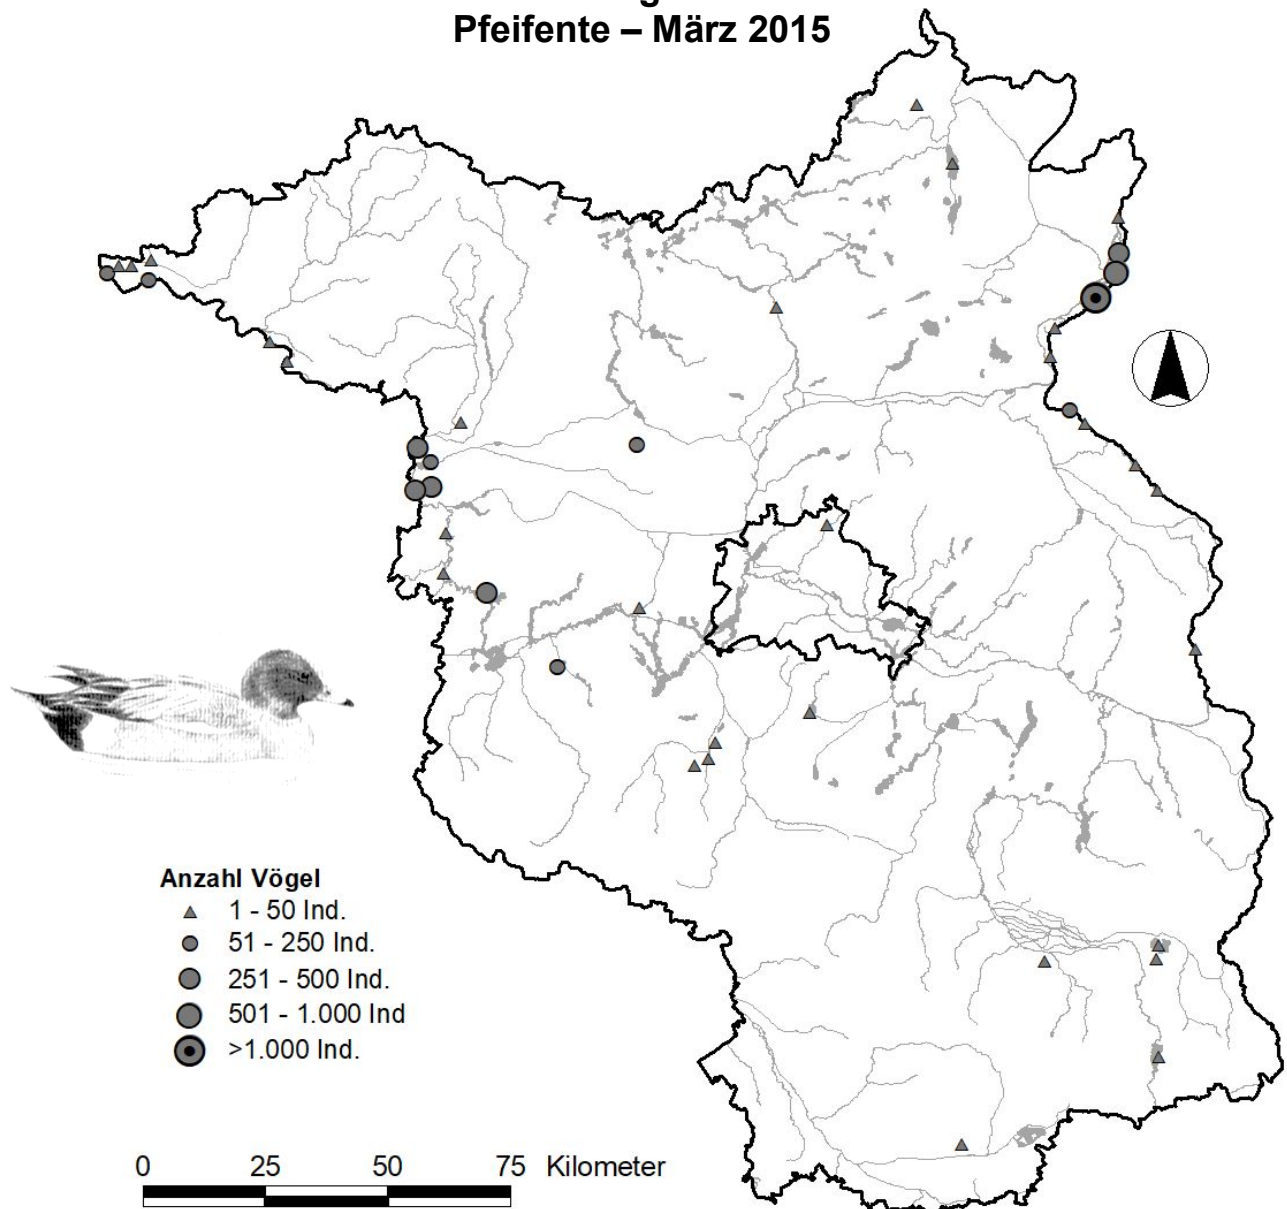 Pfeifente – März 2015
Anzahl Vögel
1 - 50 Ind.
51 - 250 Ind.
251 - 500 Ind.
501 - 1.000 Ind
>1.000 Ind.
0 25 50 75 Kilometer